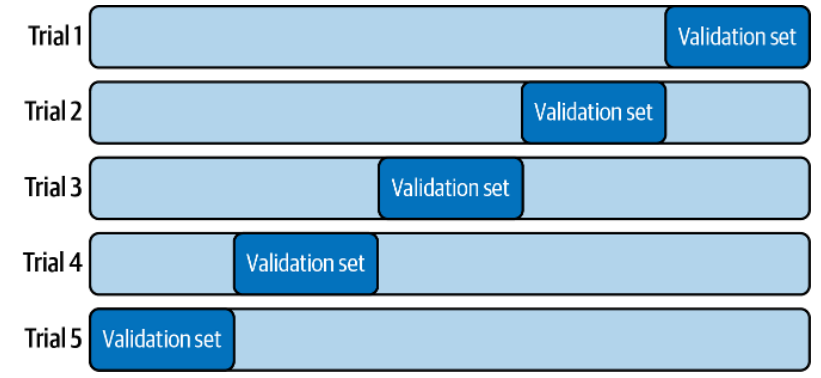 Trial 1 Validation set
Trial 2 Validation set
Trial 3 Validation set
Trial 4 Validation set
Trial 5 Validation set